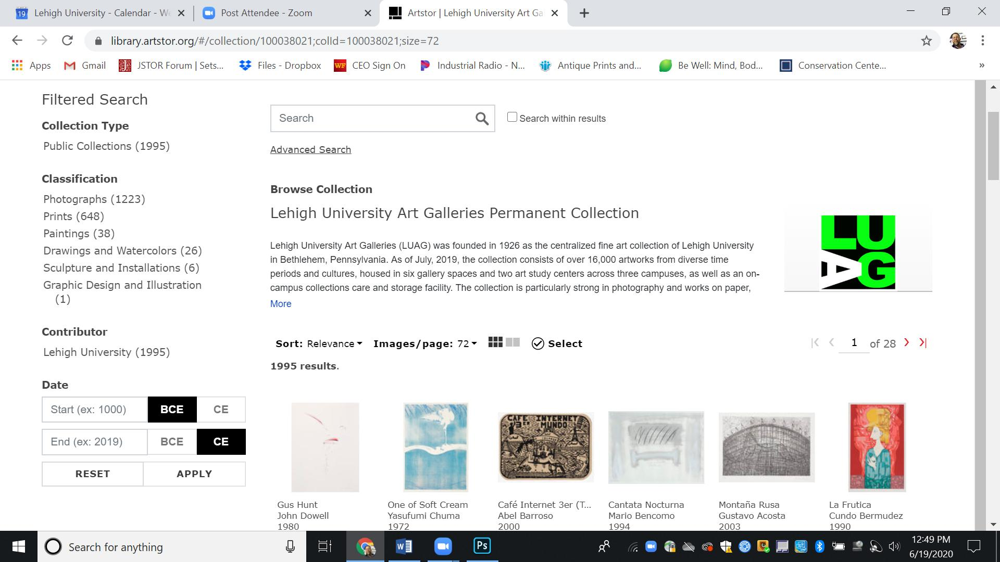 19 Lehigh University - Calendar - We
Post Attendee - Zoom
Artstor | Lehigh University Art Ga
library.artstor.org/#/collection/100038021;colId=100038021;size=72
Apps
Gmail
JSTOR Forum | Sets...
Files - Dropbox
WF CEO Sign On
Industrial Radio - N...
Antique Prints and...
Be Well: Mind, Bod...
Conservation Cente...
»
Filtered Search
Collection Type
Public Collections (1995)
Classification
Photographs (1223)
Prints (648)
Paintings (38)
Drawings and Watercolors (26)
Sculpture and Installations (6)
Graphic Design and Illustration
(1)
Contributor
Lehigh University (1995)
Date
Start (ex: 1000) BCE CE
End (ex: 2019) BCE CE
RESET APPLY
Search
Search within results
Advanced Search
Browse Collection
Lehigh University Art Galleries Permanent Collection
Lehigh University Art Galleries (LUAG) was founded in 1926 as the centralized fine art collection of Lehigh University
in Bethlehem, Pennsylvania. As of July, 2019, the collection consists of over 16,000 artworks from diverse time
periods and cultures, housed in six gallery spaces and two art study centers across three campuses, as well as an on-
campus collections care and storage facility. The collection is particularly strong in photography and works on paper,
More
LU
AG
Sort: Relevance Images/page: 72 Select
1 of 28
1995 results.
CAFE INTERNET
3ER MUNDO
Gus Hunt
John Dowell
1980
One of Soft Cream
Yasufumi Chuma
1972
Café Internet 3er (T...
Abel Barroso
2000
Cantata Nocturna
Mario Bencomo
1994
Montaña Rusa
Gustavo Acosta
2003
La Frutica
Cundo Bermudez
1990
Search for anything
Ps
12:49 PM
6/19/2020